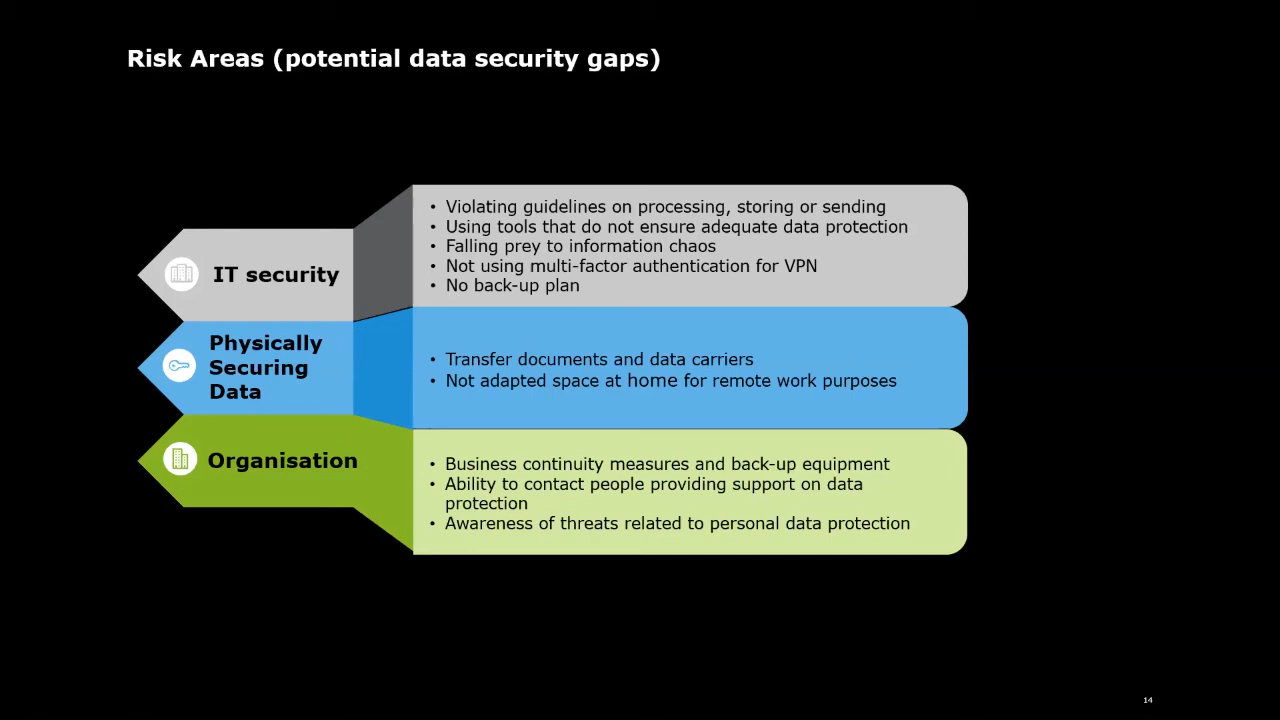 Risk Areas (potential data security gaps)
IT security
• Violating guidelines on processing, storing or sending
• Using tools that do not ensure adequate data protection
• Falling prey to information chaos
• Not using multi-factor authentication for VPN
• No back-up plan
Physically
Securing
Data
• Transfer documents and data carriers
• Not adapted space at home for remote work purposes
Organisation
• Business continuity measures and back-up equipment
• Ability to contact people providing support on data
protection
• Awareness of threats related to personal data protection
14